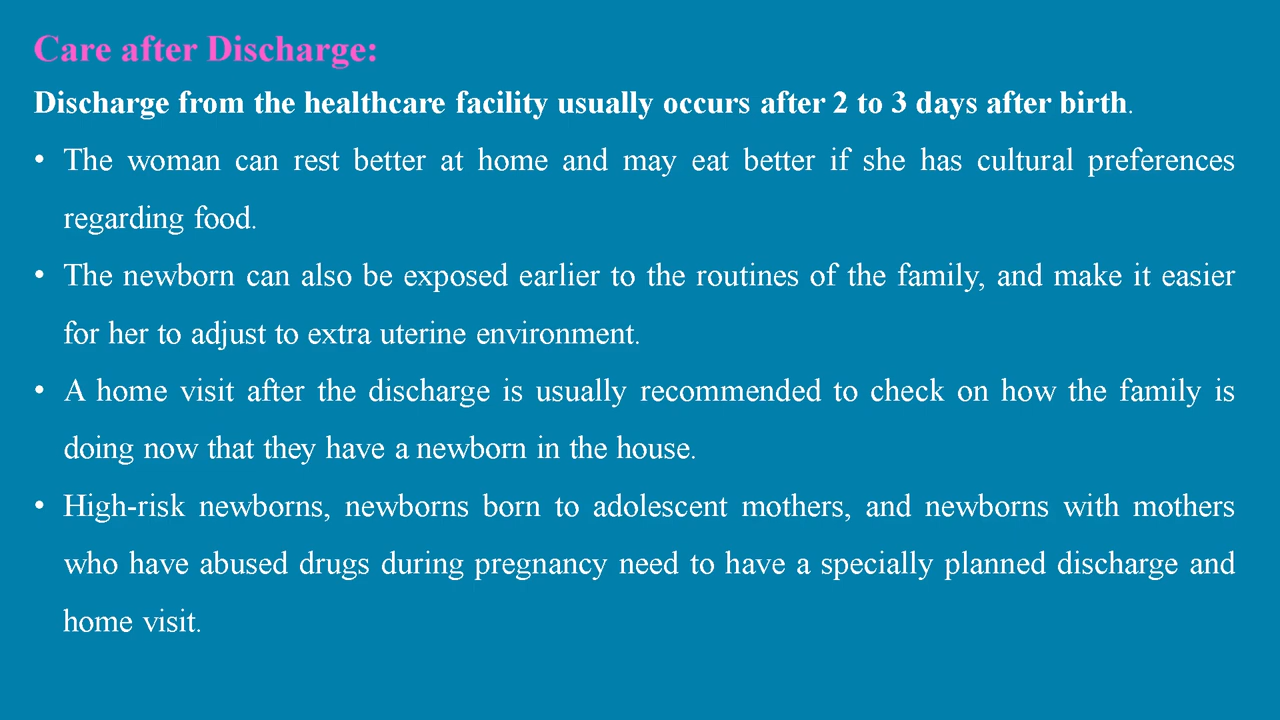 Care after Discharge:
Discharge from the healthcare facility usually occurs after 2 to 3 days after birth.
• The woman can rest better at home and may eat better if she has cultural preferences
regarding food.
• The newborn can also be exposed earlier to the routines of the family, and make it easier
for her to adjust to extra uterine environment.
• A home visit after the discharge is usually recommended to check on how the family is
doing now that they have a newborn in the house.
• High-risk newborns, newborns born to adolescent mothers, and newborns with mothers
who have abused drugs during pregnancy need to have a specially planned discharge and
home visit.